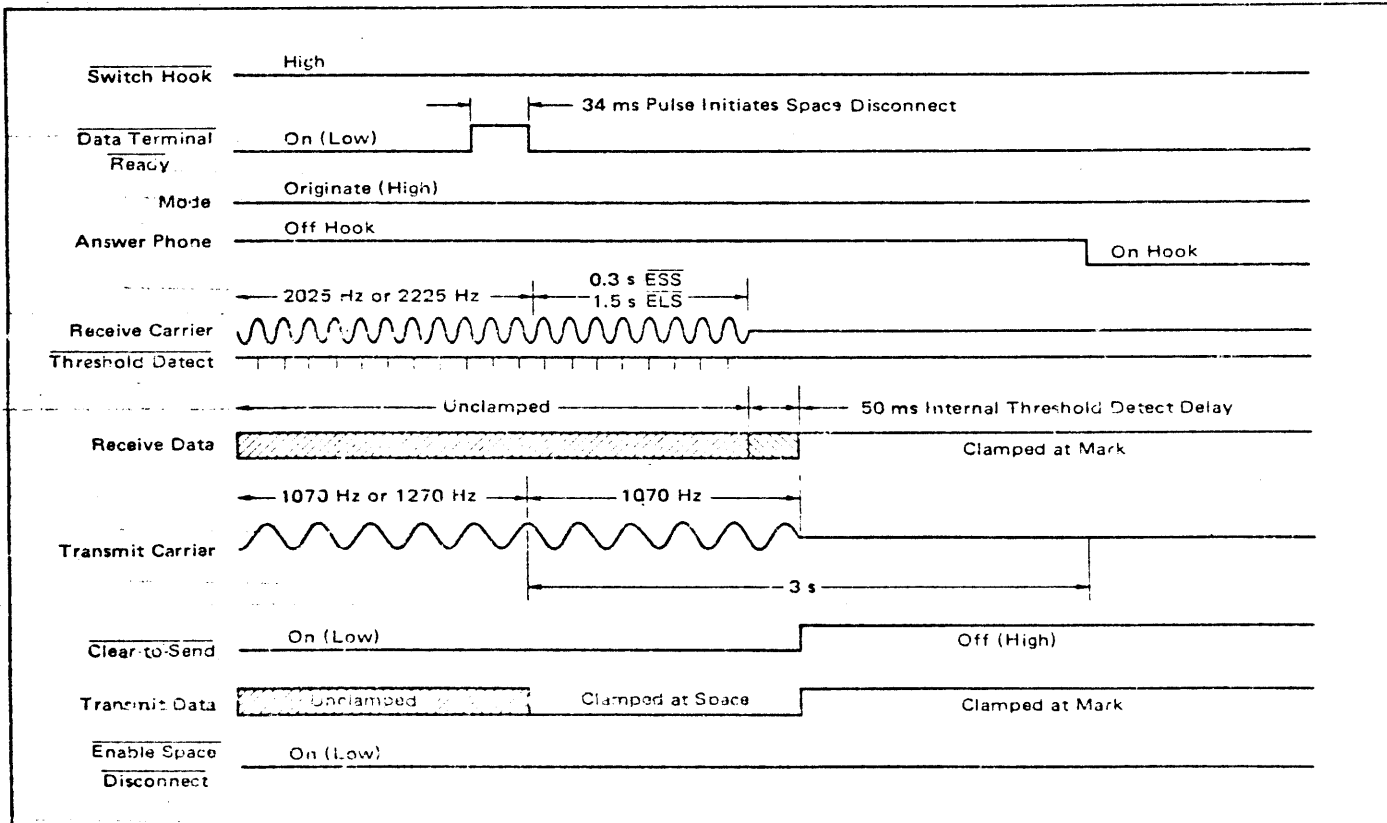 Switch Hook High
34 ms Pulse Initiates Space Disconnect
Data Terminal On (Low)
Ready
Mode Originate (High)
Answer Phone Off Hook
On Hook
0.3 s ESS
2025 Hz or 2225 Hz
1.5 s ELS
Receive Carrier
Threshold Detect
Unclamped 50 ms Internal Threshold Detect Delay
Receive Data Clamped at Mark
1070 Hz or 1270 Hz 1070 Hz
Transmit Carrier
3 s
Clear-to-Send On (Low) Off (High)
Transmit Data Unclamped Clamped at Space Clamped at Mark
Enable Space On (Low)
Disconnect